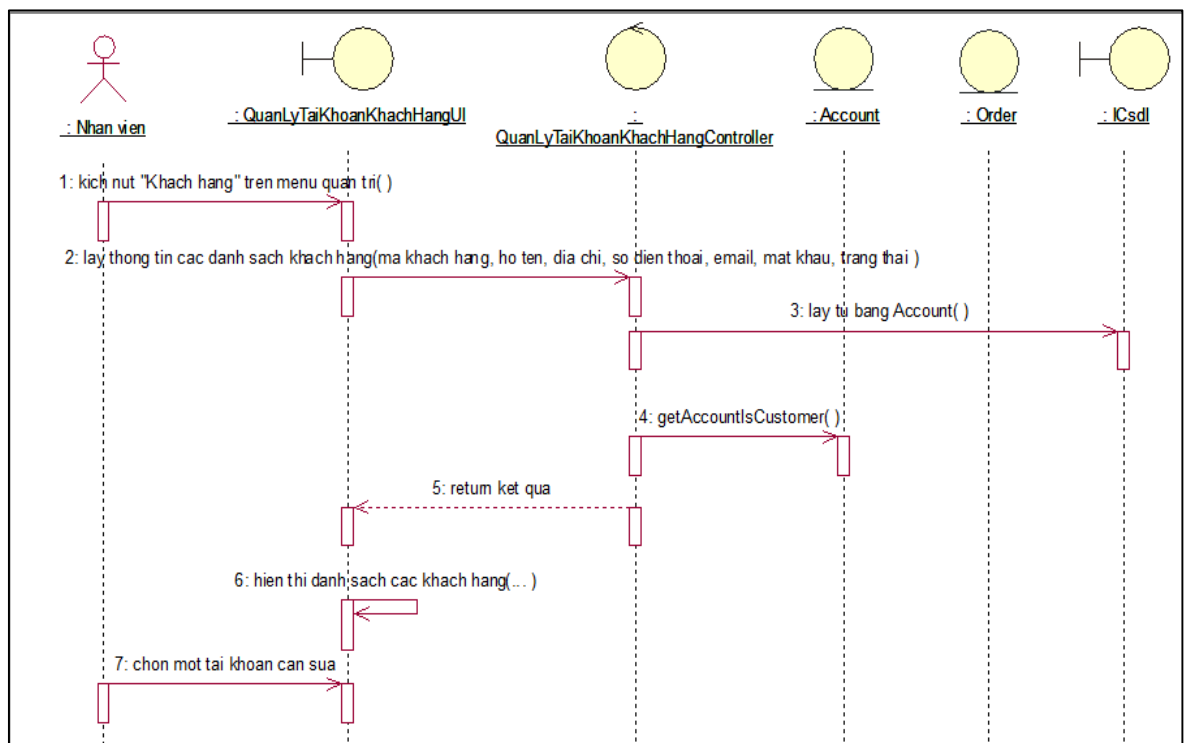 : Nhan vien
: QuanLyTaiKhoanKhachHangUI
:
QuanLyTaiKhoanKhachHangController
: Account
: Order
: ICsdl
1: kich nut "Khach hang" tren menu quan tri( )
2: lay thong tin cac danh sach khach hang(ma khach hang, ho ten, dia chi, so dien thoai, email, mat khau, trang thai )
3: lay tu bang Account( )
4: getAccountIsCustomer( )
5: return ket qua
6: hien thi danh sach cac khach hang(... )
7: chon mot tai khoan can sua